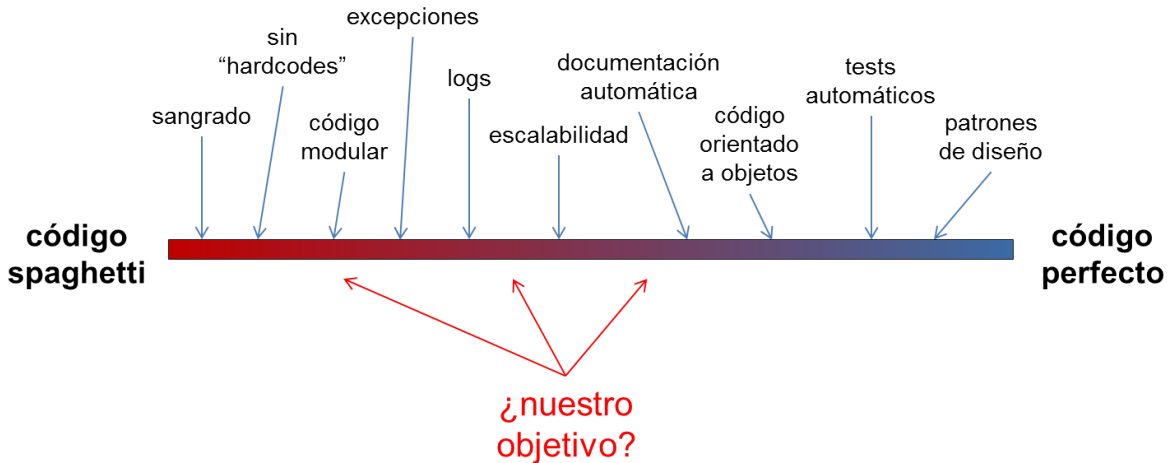 sangrado
sin
“hardcodes”
código
modular
excepciones
logs
escalabilidad
documentación
automática
código
orientado
a objetos
tests
automáticos
patrones
de diseño
código
spaghetti
código
perfecto
¿nuestro
objetivo?